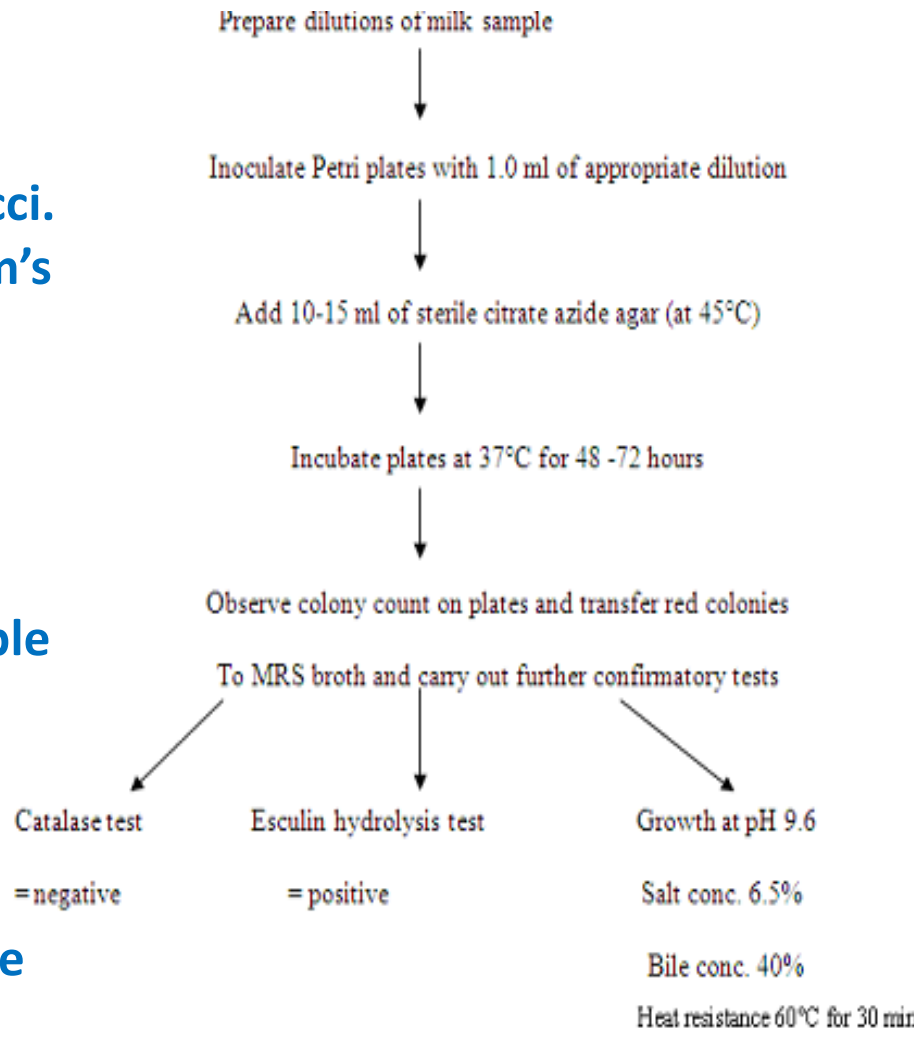 Prepare dilutions of milk sample
Inoculate Petri plates with 1.0 ml of appropriate dilution
cci.
n's
Add 10-15 ml of sterile citrate azide agar (at 45°C)
Incubate plates at 37°C for 48 -72 hours
Observe colony count on plates and transfer red colonies
ple
To MRS broth and carry out further confirmatory tests
Catalase test Esculin hydrolysis test Growth at pH 9.6
=negative = positive Salt conc. 6.5%
e
Bile conc. 40%
Heat resistance 60°C for 30 min